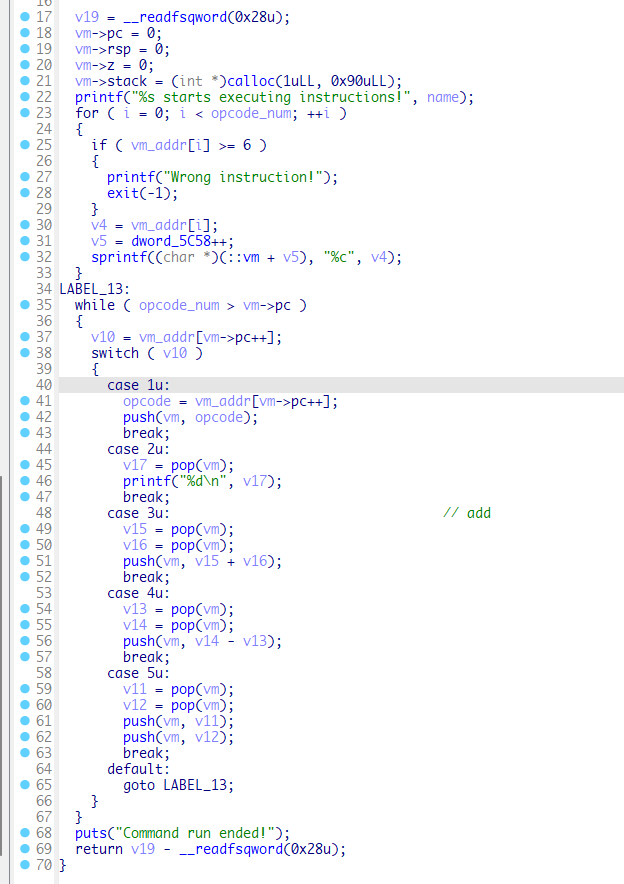 16
17 v19 = __readfsqword(0x28u);
18 vm->pc = 0;
19 vm->rsp = 0;
20 vm->z = 0;
21 vm->stack = (int *)calloc(1uLL, 0x90uLL);
22 printf("%s starts executing instructions!", name);
23 for ( i = 0; i < opcode_num; ++i )
24 {
25 if ( vm_addr[i] >= 6 )
26 {
27 printf("Wrong instruction!");
28 exit(-1);
29 }
30 v4 = vm_addr[i];
31 v5 = dword_5C58++;
32 sprintf((char *)(::vm + v5), "%c", v4);
33 }
34 LABEL_13:
35 while ( opcode_num > vm->pc )
36 {
37 v10 = vm_addr[vm->pc++];
38 switch ( v10 )
39 {
40 case 1u:
41 opcode = vm_addr[vm->pc++];
42 push(vm, opcode);
43 break;
44 case 2u:
45 v17 = pop(vm);
46 printf("%d\n", v17);
47 break;
48 case 3u: // add
49 v15 = pop(vm);
50 v16 = pop(vm);
51 push(vm, v15 + v16);
52 break;
53 case 4u:
54 v13 = pop(vm);
55 v14 = pop(vm);
56 push(vm, v14 - v13);
57 break;
58 case 5u:
59 v11 = pop(vm);
60 v12 = pop(vm);
61 push(vm, v11);
62 push(vm, v12);
63 break;
64 default:
65 goto LABEL_13;
66 }
67 }
68 puts("Command run ended!");
69 return v19 - __readfsqword(0x28u);
70 }